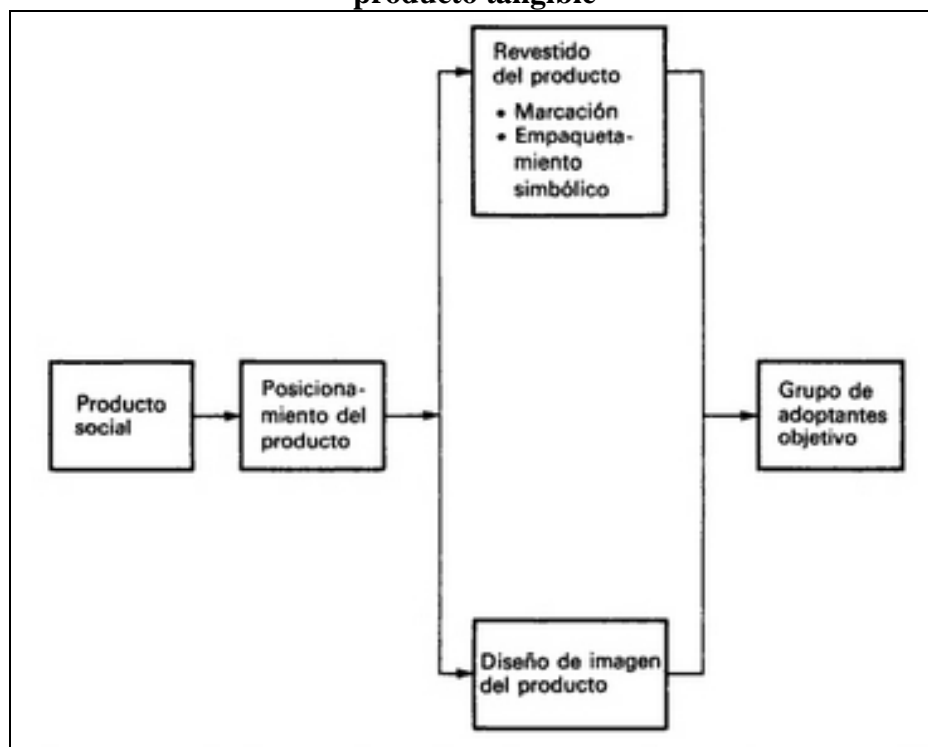 producto tangible
Revestido
del producto
• Marcación
• Empaqueta-
miento
simbólico
Producto
social
Posiciona-
miento del
producto
Grupo de
adoptantes
objetivo
Diseño de imagen
del producto